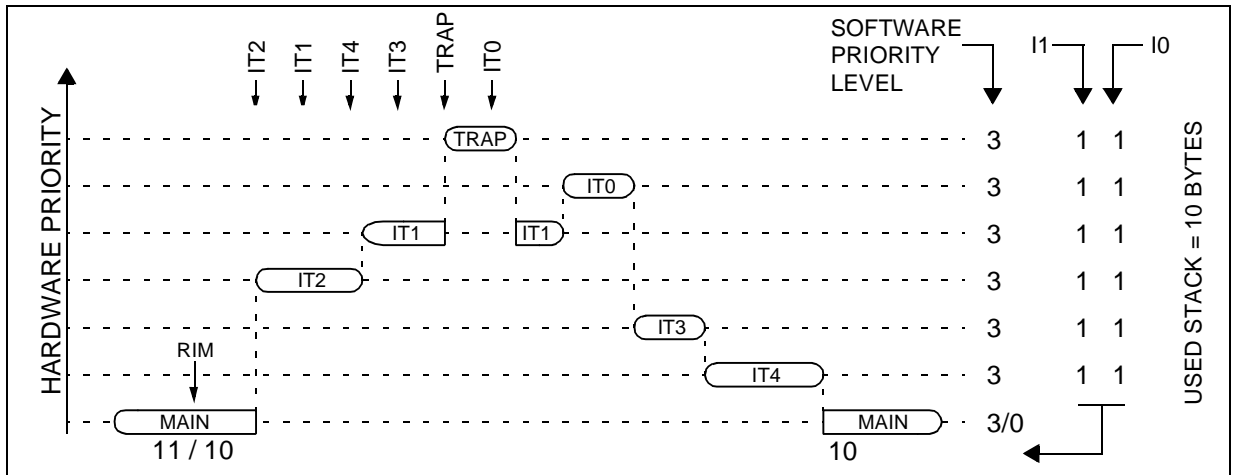 IT2
IT1
IT4
IT3
TRAP
IT0
SOFTWARE
PRIORITY
LEVEL
I1
I0
HARDWARE PRIORITY
TRAP
3
1 1
IT0
3
1 1
IT1
IT1
3
1 1
IT2
3
1 1
IT3
3
1 1
RIM
IT4
3
1 1
MAIN
MAIN
3/0
11 / 10
10
USED STACK = 10 BYTES